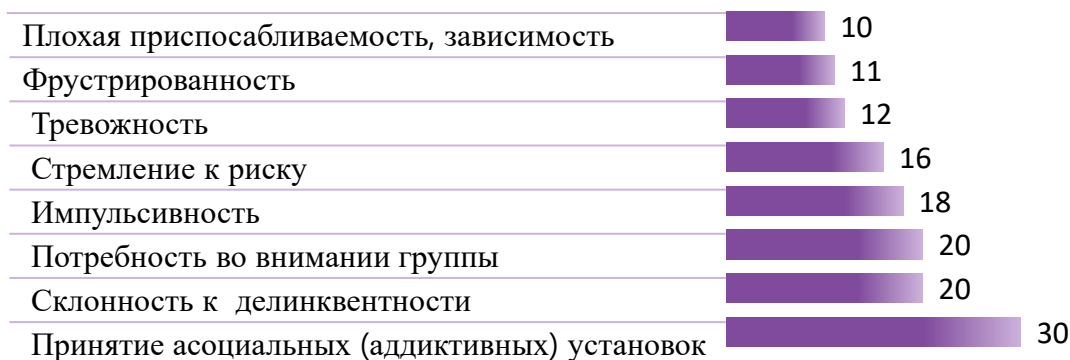 Плохая приспосабливаемость, зависимость 10
Фрустрированность 11
Тревожность 12
Стремление к риску 16
Импульсивность 18
Потребность во внимании группы 20
Склонность к делинквентности 20
Принятие асоциальных (аддиктивных) установок 30